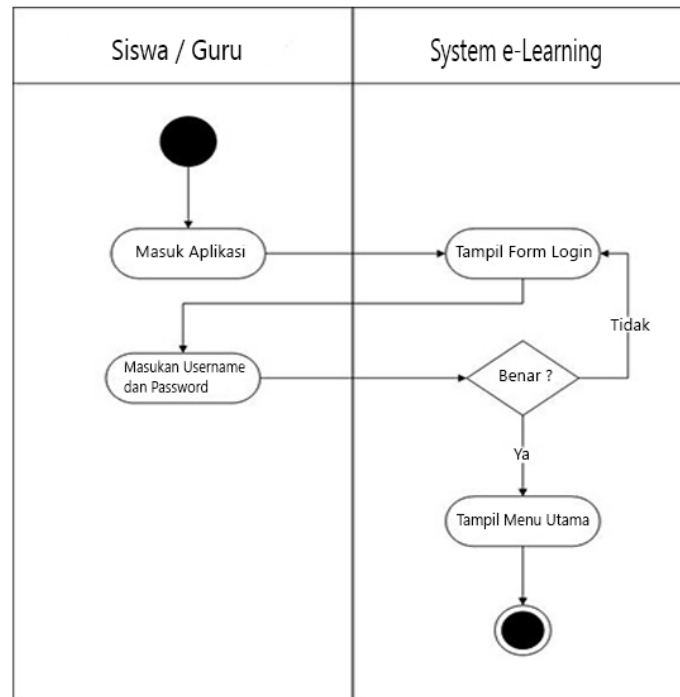 Siswa / Guru
System e-Learning
Masuk Aplikasi
Tampil Form Login
Tidak
Masukan Username
dan Password
Benar ?
Ya
Tampil Menu Utama